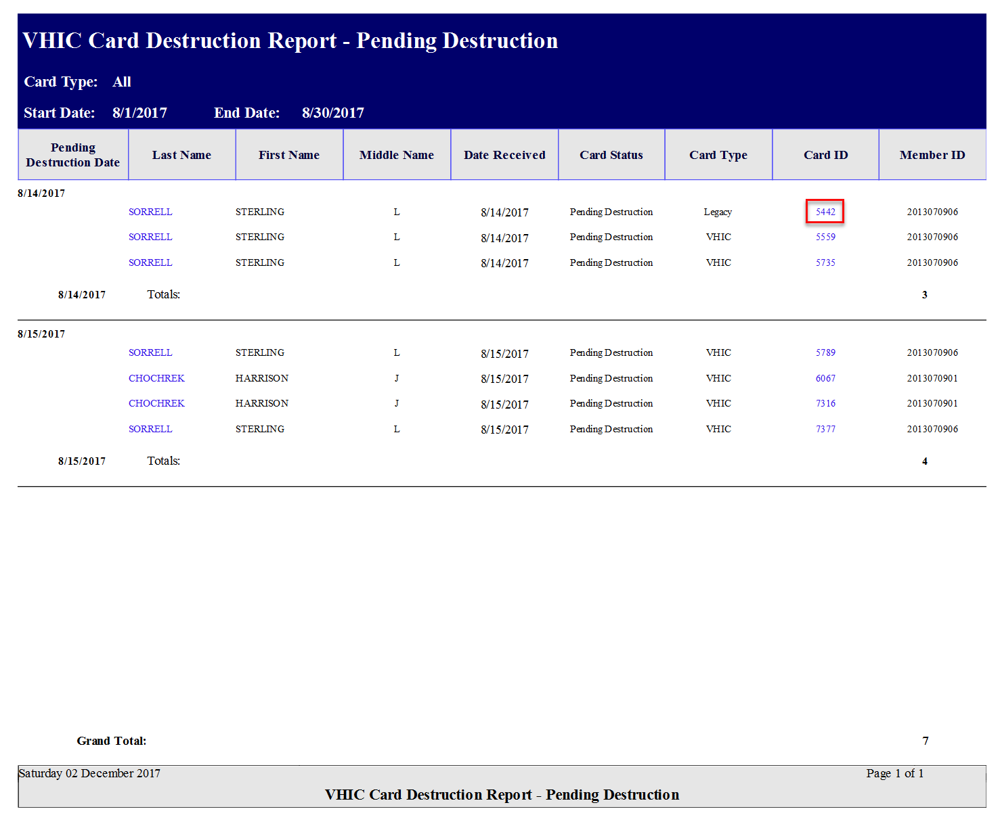 VHIC Card Destruction Report - Pending Destruction
Card Type: All
Start Date: 8/1/2017 End Date: 8/30/2017
Pending Destruction Date Last Name First Name Middle Name Date Received Card Status Card Type Card ID Member ID
8/14/2017
SORRELL STERLING L 8/14/2017 Pending Destruction Legacy 5442 2013070906
SORRELL STERLING L 8/14/2017 Pending Destruction VHIC 5559 2013070906
SORRELL STERLING L 8/14/2017 Pending Destruction VHIC 5735 2013070906
8/14/2017 Totals: 3
8/15/2017
SORRELL STERLING L 8/15/2017 Pending Destruction VHIC 5789 2013070906
CHOCHREK HARRISON J 8/15/2017 Pending Destruction VHIC 6067 2013070901
CHOCHREK HARRISON J 8/15/2017 Pending Destruction VHIC 7316 2013070901
SORRELL STERLING L 8/15/2017 Pending Destruction VHIC 7377 2013070906
8/15/2017 Totals: 4
Grand Total: 7
Saturday 02 December 2017 Page 1 of 1
VHIC Card Destruction Report - Pending Destruction